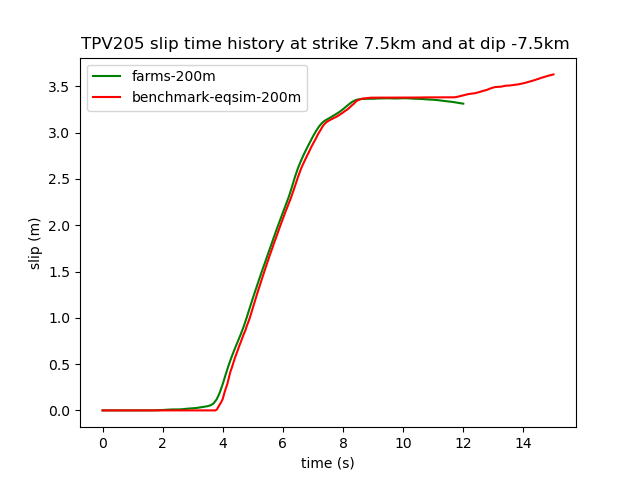 TPV205 slip time history at strike 7.5km and at dip -7.5km
farms-200m
benchmark-eqsim-200m
3.5
3.0
2.5
2.0
1.5
1.0
0.5
0.0
slip (m)
0 2 4 6 8 10 12 14
time (s)